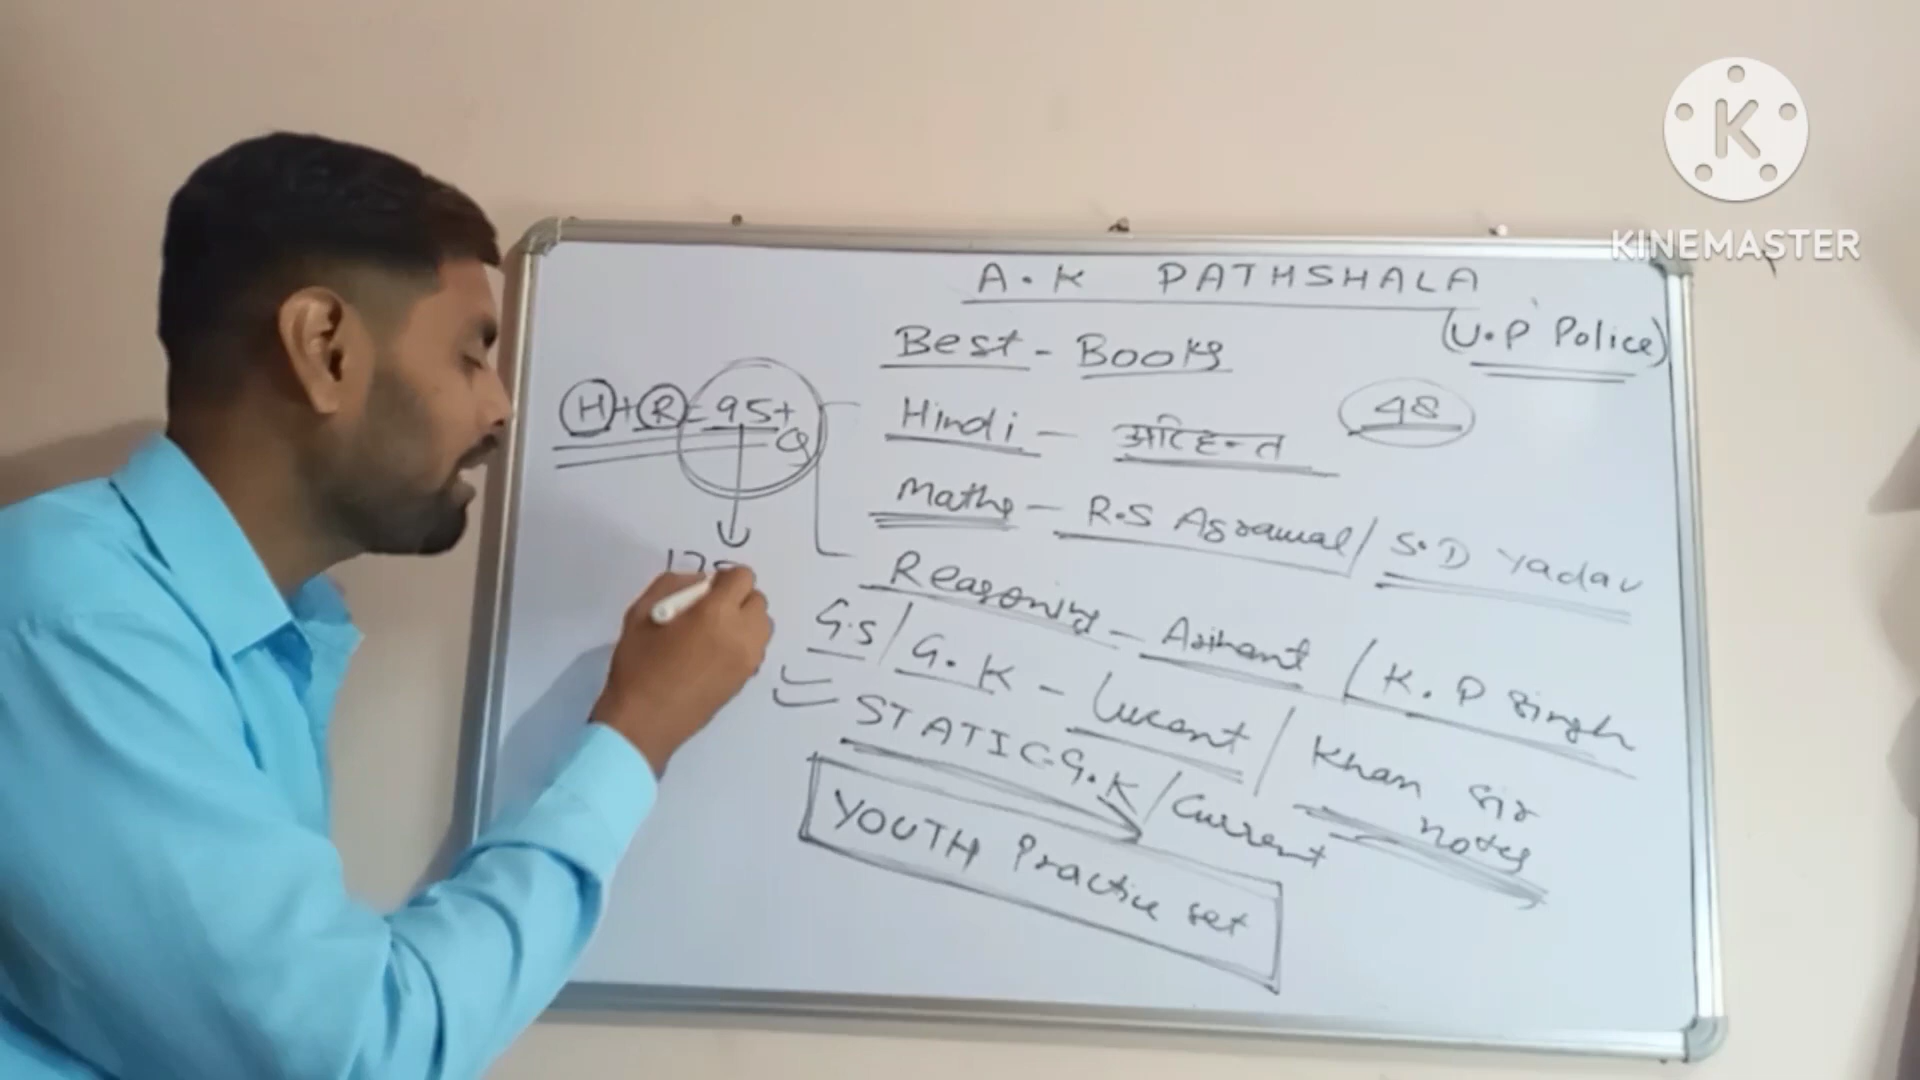 K
KINEMASTER
A.K PATHSHALA
(U.P Police)
Best - Books
H+R=95+
Q
Hindi - अरिहन्त
48
Maths - R.S Agrawal / S.D Yadav
Reasoning - Arihant / K.P Singh
G.S / G.K - Lucent / Khan sir
notes
STATIC G.K / Current
YOUTH Practice set